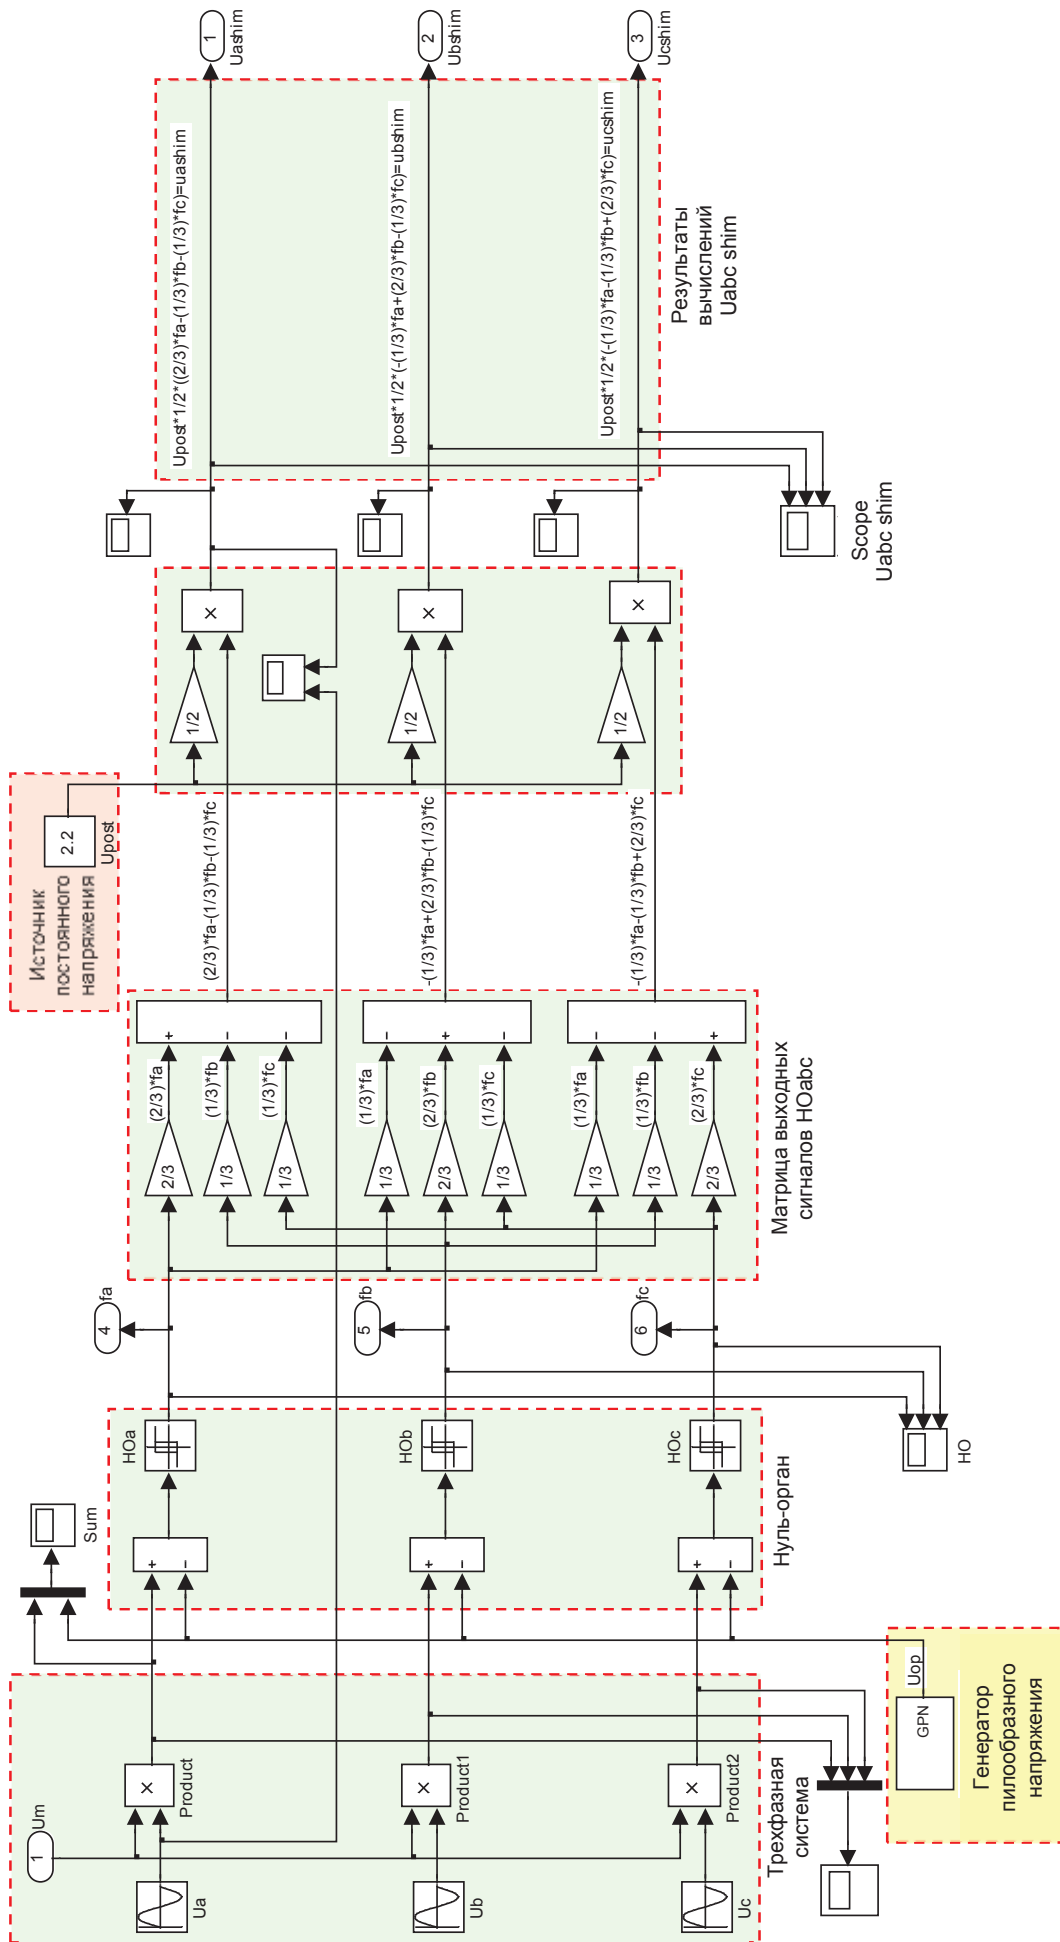 1
Um
Ua
Ub
Uc
×
Product
×
Product1
×
Product2
Трехфазная
система
GPN
Uop
Генератор
пилообразного
напряжения
Sum
+
−
+
−
+
−
HOa
HOb
HOc
Нуль-орган
HO
4
fa
5
fb
6
fc
2/3
1/3
1/3
1/3
2/3
1/3
1/3
1/3
2/3
(2/3)*fa
(1/3)*fb
(1/3)*fc
(1/3)*fa
(2/3)*fb
(1/3)*fc
(1/3)*fa
(1/3)*fb
(2/3)*fc
+
−
−
−
+
−
−
−
+
Матрица выходных
сигналов HOabc
(2/3)*fa-(1/3)*fb-(1/3)*fc
-(1/3)*fa+(2/3)*fb-(1/3)*fc
-(1/3)*fa-(1/3)*fb+(2/3)*fc
Источник
постоянного
напряжения
2.2
Upost
1/2
1/2
1/2
×
×
×
Scope
Uabc shim
Upost*1/2*((2/3)*fa-(1/3)*fb-(1/3)*fc)=uashim
Upost*1/2*(-(1/3)*fa+(2/3)*fb-(1/3)*fc)=ubshim
Upost*1/2*(-(1/3)*fa-(1/3)*fb+(2/3)*fc)=ucshim
Результаты
вычислений
Uabc shim
1
Uashim
2
Ubshim
3
Ucshim